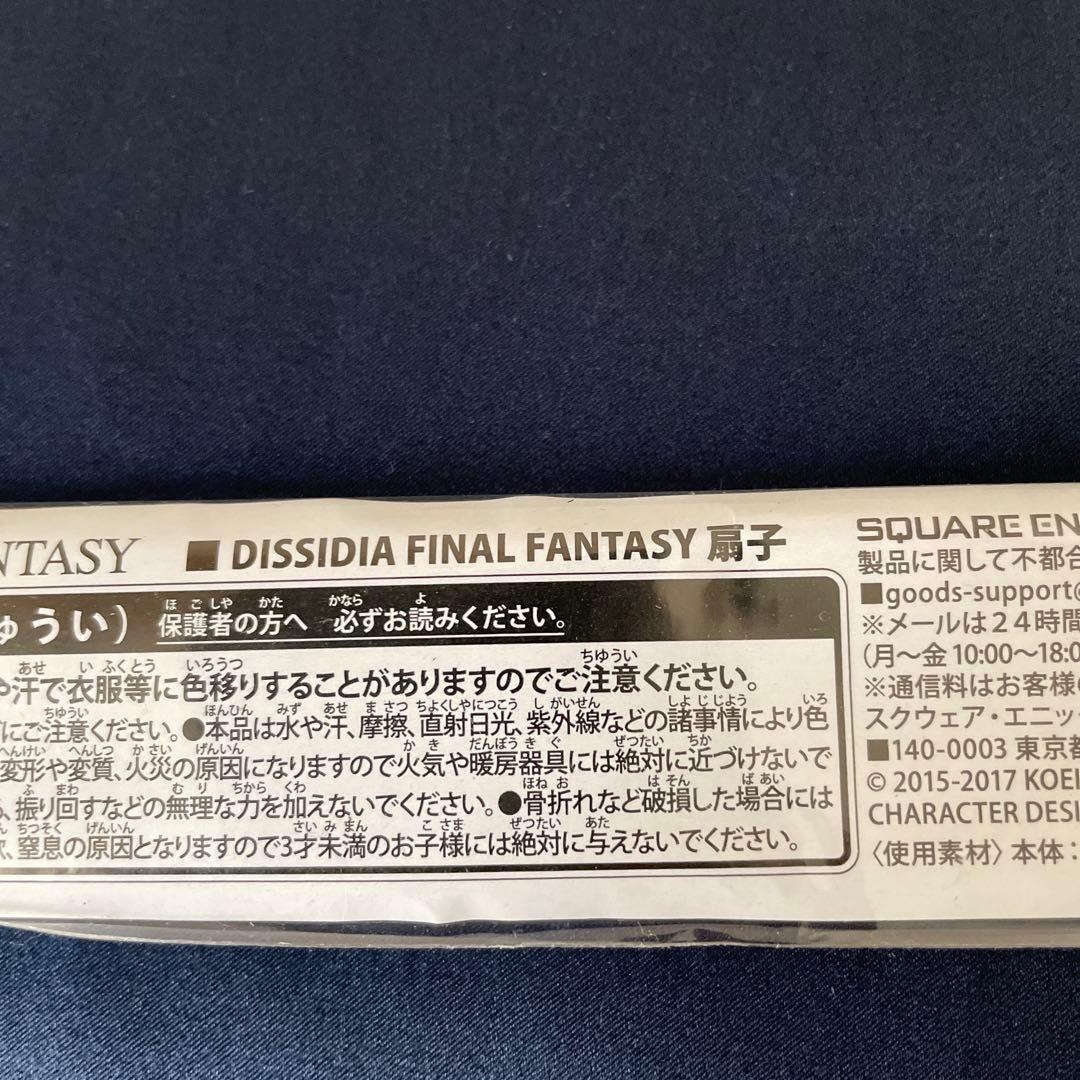 NTASY
■ DISSIDIA FINAL FANTASY 扇子
ゅうい） 保護者の方へ 必ずお読みください。
や汗で衣服等に色移りすることがありますのでご注意ください。
にご注意ください。●本品は水や汗、摩擦、直射日光、紫外線などの諸事情により色
変形や変質、火災の原因になりますので火気や暖房器具には絶対に近づけないで
、振り回すなどの無理な力を加えないでください。●骨折れなど破損した場合には
、窒息の原因となりますので3才未満のお子様には絶対に与えないでください。
SQUARE EN
製品に関して不都合
■goods-support@
※メールは24時間
（月～金 10:00～18:0
※通信料はお客様の
スクウェア・エニッ
■140-0003 東京都
© 2015-2017 KOEI
CHARACTER DESI
〈使用素材〉本体：